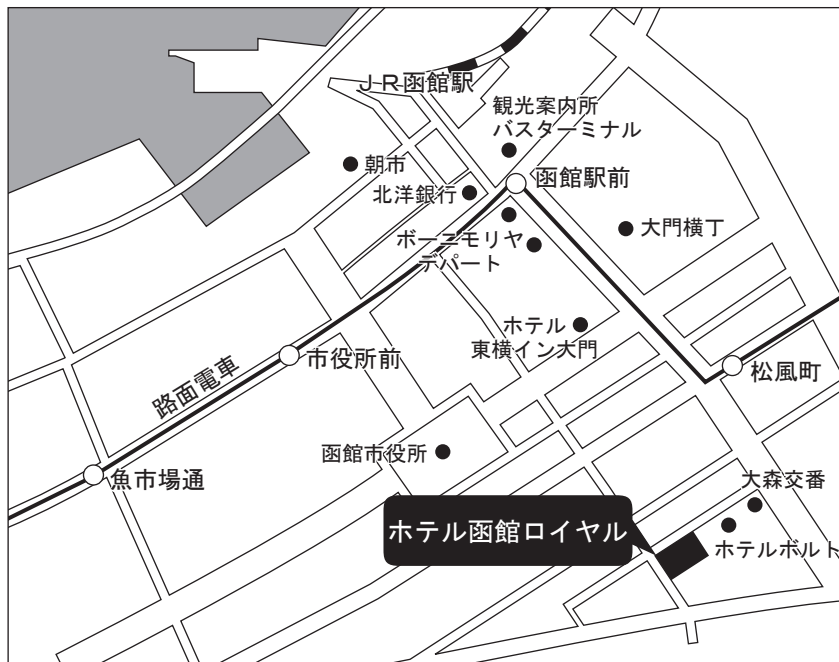 ＪＲ函館駅
観光案内所
バスターミナル
朝市
北洋銀行
函館駅前
ボーニモリヤ
デパート
大門横丁
ホテル
東横イン大門
市役所前
路面電車
松風町
函館市役所
魚市場通
大森交番
ホテル函館ロイヤル
ホテルボルト